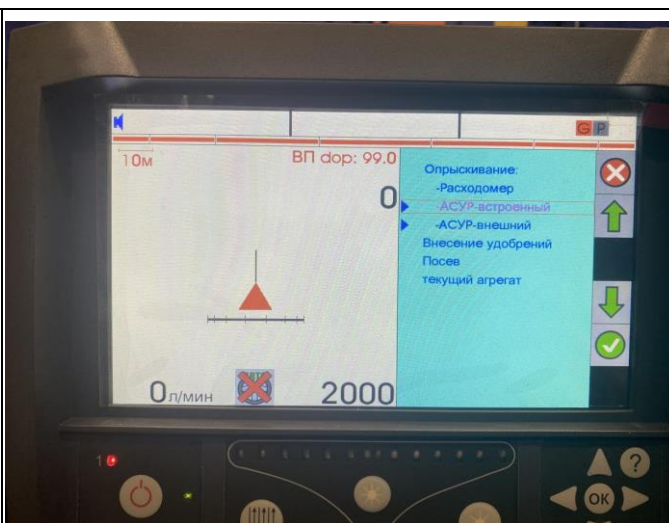 G P
10м
ВП dop: 99.0
0
Опрыскивание:
-Расходомер
-АСУР-встроенный
-АСУР-внешний
Внесение удобрений
Посев
текущий агрегат
0л/мин
2000
1
?
OK